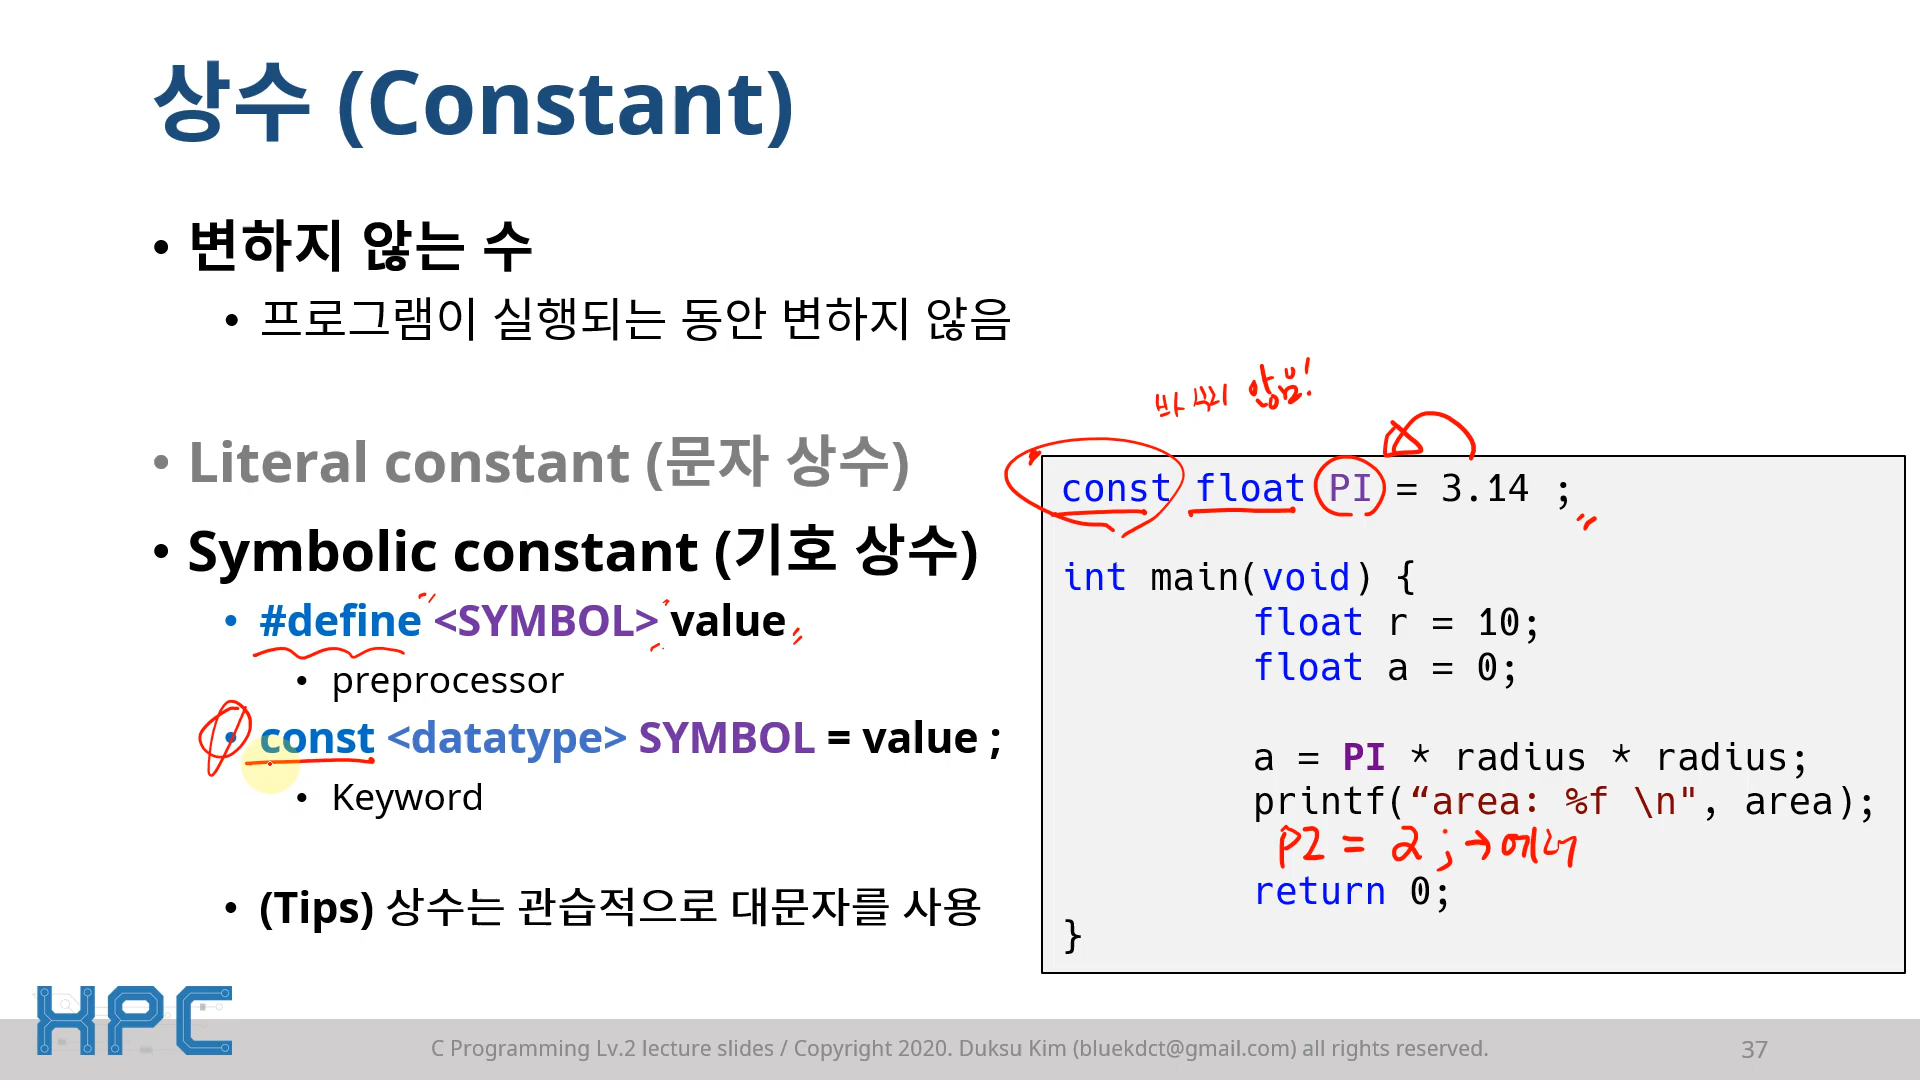 상수 (Constant)
• 변하지 않는 수
• 프로그램이 실행되는 동안 변하지 않음
• Literal constant (문자 상수)
• Symbolic constant (기호 상수)
• #define <SYMBOL> value
• preprocessor
• const <datatype> SYMBOL = value ;
• Keyword
• (Tips) 상수는 관습적으로 대문자를 사용
바뀌지 않음!
const float PI = 3.14 ;
int main(void) {
float r = 10;
float a = 0;
a = PI * radius * radius;
printf(“area: %f \n", area);
PI = 2 ; → 에러
return 0;
}
HPC
C Programming Lv.2 lecture slides / Copyright 2020. Duksu Kim (bluekdct@gmail.com) all rights reserved.
37